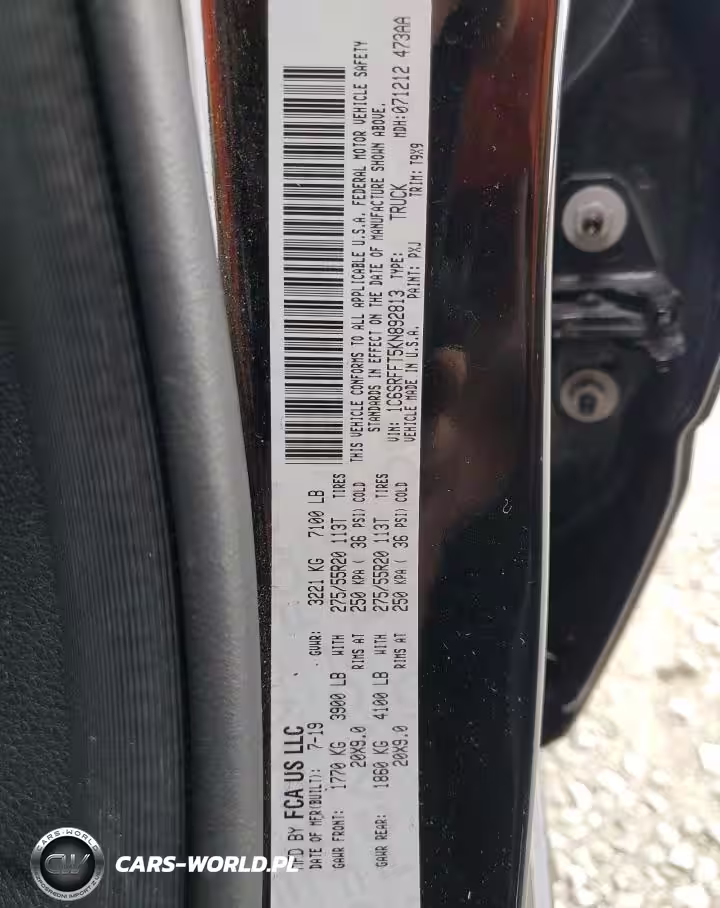 MFD BY FCA US LLC
DATE OF MFR(BUILT): 7-19 GVWR: 3221 KG 7100 LB
GAWR FRONT: 1770 KG 3900 LB WITH 275/55R20 113T TIRES
20X9.0 RIMS AT 250 KPA ( 36 PSI) COLD
GAWR REAR: 1860 KG 4100 LB WITH 275/55R20 113T TIRES
20X9.0 RIMS AT 250 KPA ( 36 PSI) COLD
THIS VEHICLE CONFORMS TO ALL APPLICABLE U.S.A. FEDERAL MOTOR VEHICLE SAFETY
STANDARDS IN EFFECT ON THE DATE OF MANUFACTURE SHOWN ABOVE.
VIN: 1C6SRFFT5KN892813 TYPE: TRUCK MDH:071212 473AA
VEHICLE MADE IN U.S.A. PAINT: PXJ TRIM: T9X9
CARS-WORLD
CW
CARS-WORLD.PL